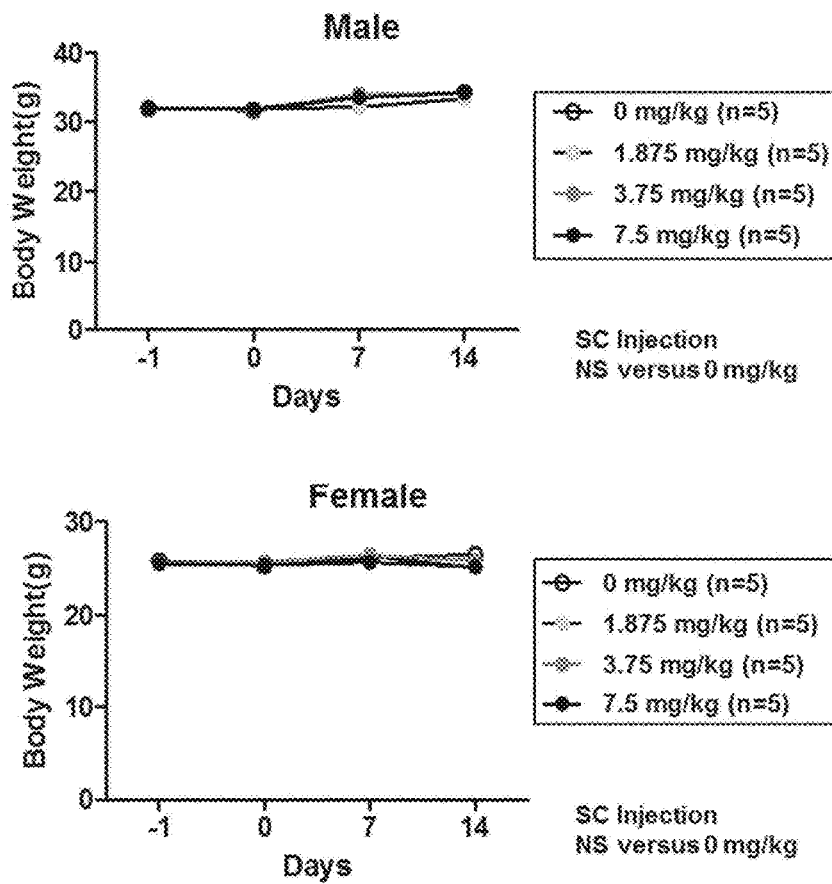 Male
40
30
20
10
0
Body Weight(g)
-1 0 7 14
Days
0 mg/kg (n=5)
1.875 mg/kg (n=5)
3.75 mg/kg (n=5)
7.5 mg/kg (n=5)
SC Injection
NS versus 0 mg/kg
Female
30
20
10
0
Body Weight(g)
-1 0 7 14
Days
0 mg/kg (n=5)
1.875 mg/kg (n=5)
3.75 mg/kg (n=5)
7.5 mg/kg (n=5)
SC Injection
NS versus 0 mg/kg